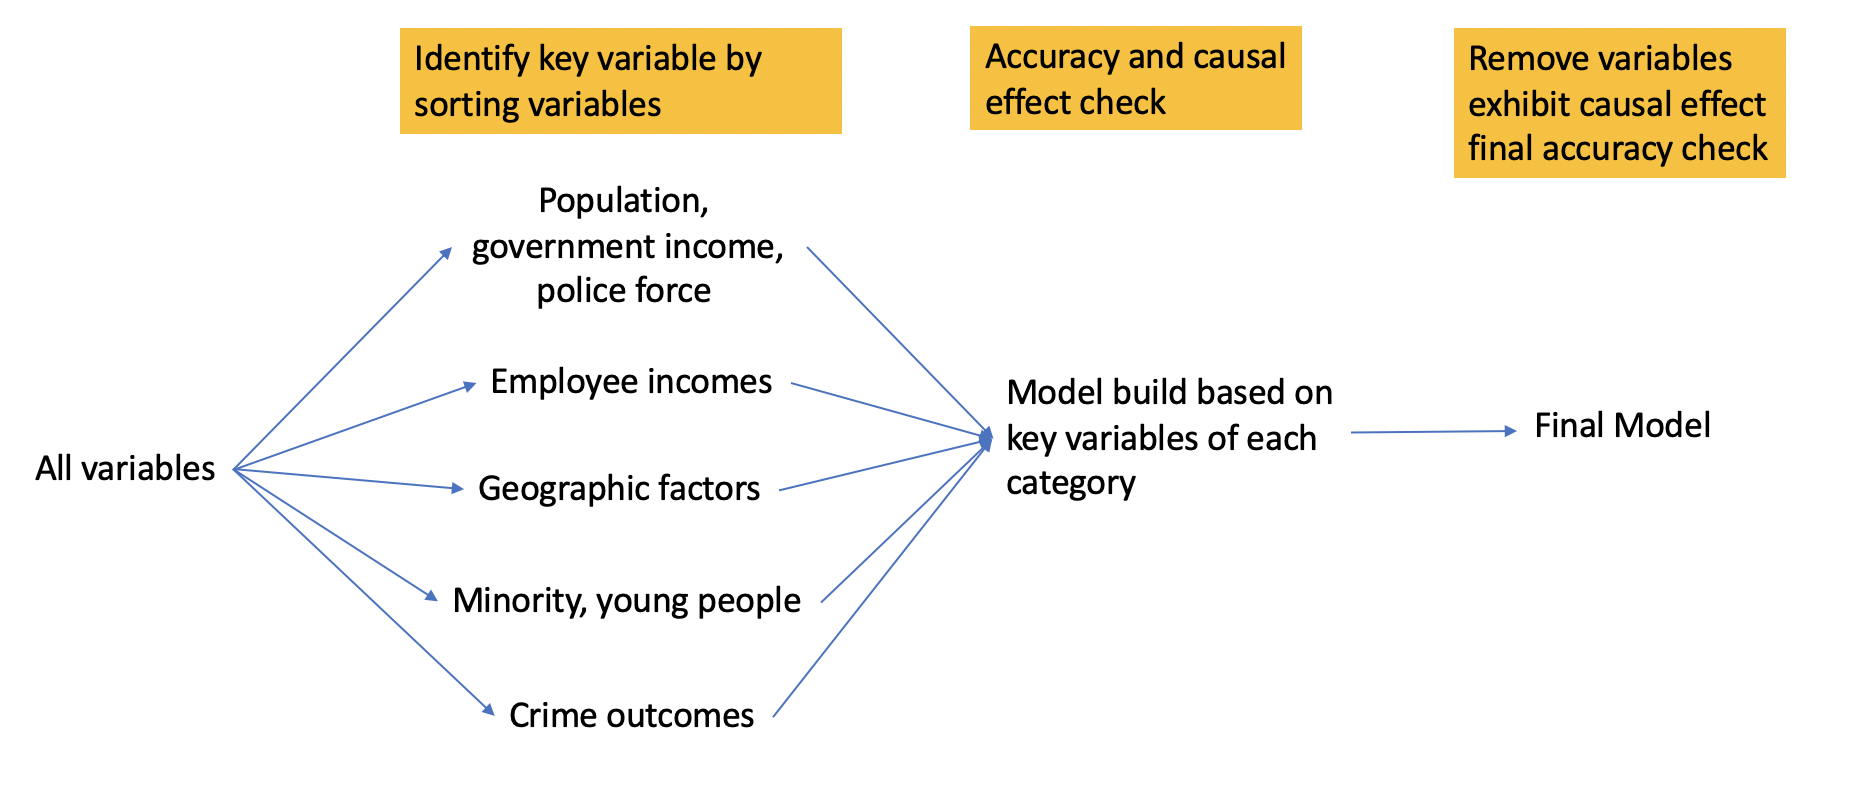 Identify key variable by
sorting variables
Accuracy and causal
effect check
Remove variables
exhibit causal effect
final accuracy check
Population,
government income,
police force
Employee incomes
Geographic factors
Minority, young people
Crime outcomes
All variables
Model build based on
key variables of each
category
Final Model